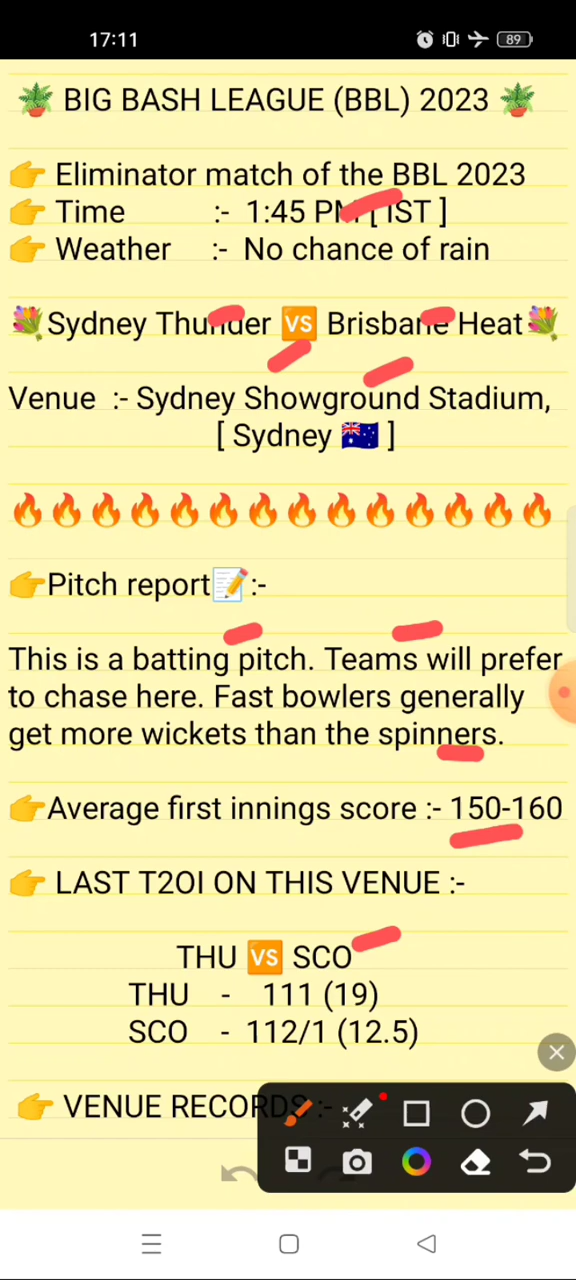 17:11
89
🪴 BIG BASH LEAGUE (BBL) 2023 🪴
👉 Eliminator match of the BBL 2023
👉 Time :- 1:45 PM [ IST ]
👉 Weather :- No chance of rain
💐Sydney Thunder 🆚 Brisbane Heat💐
Venue :- Sydney Showground Stadium,
[ Sydney 🇦🇺 ]
🔥🔥🔥🔥🔥🔥🔥🔥🔥🔥🔥🔥🔥🔥
👉Pitch report📝:-
This is a batting pitch. Teams will prefer
to chase here. Fast bowlers generally
get more wickets than the spinners.
👉Average first innings score :- 150-160
👉 LAST T2OI ON THIS VENUE :-
THU 🆚 SCO
THU - 111 (19)
SCO - 112/1 (12.5)
👉 VENUE RECORDS :-